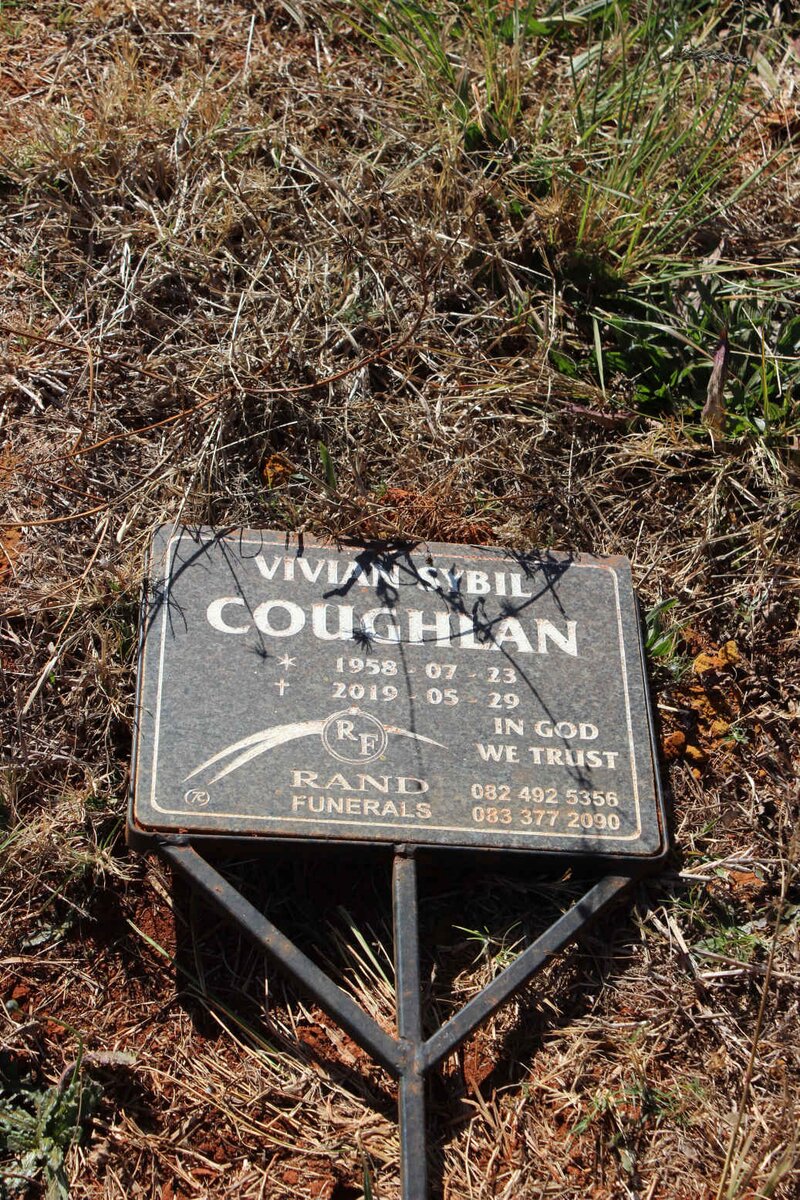 VIVIAN SYBIL
COUGHLAN
* 1958 - 07 - 23
† 2019 - 05 - 29
IN GOD
WE TRUST
RF
RAND
FUNERALS
082 492 5356
083 377 2090